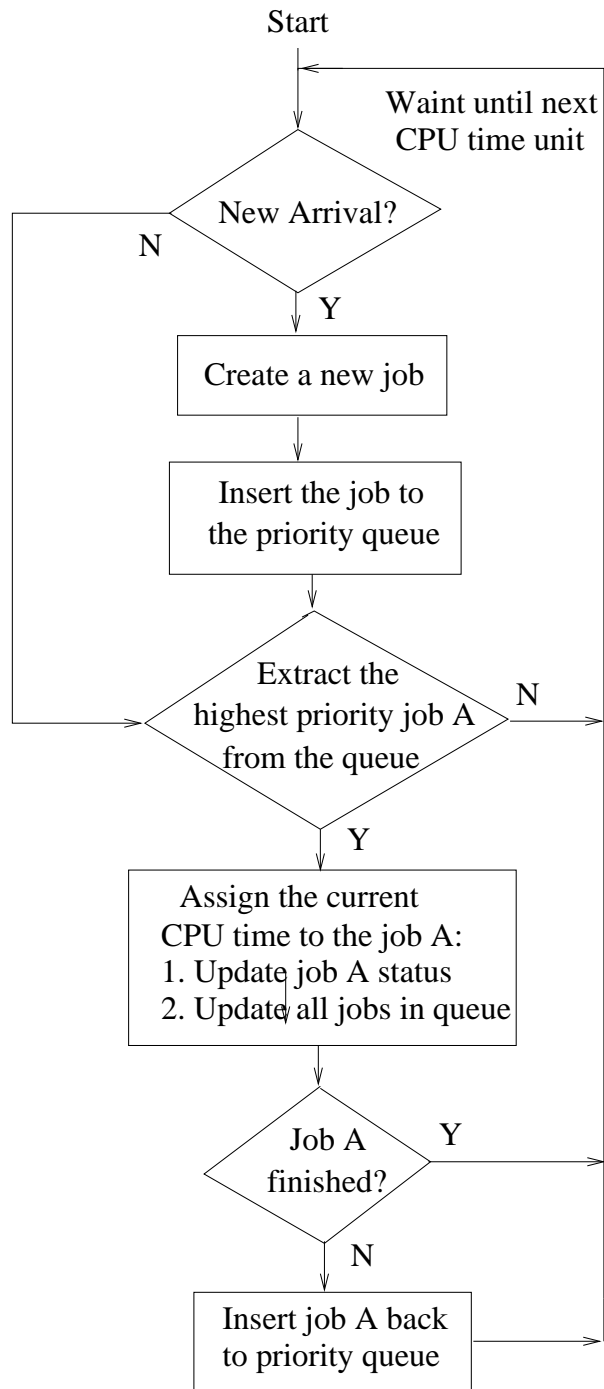 Start
Waint until next
CPU time unit
New Arrival?
N
Y
Create a new job
Insert the job to
the priority queue
Extract the
highest priority job A
from the queue
N
Y
Assign the current
CPU time to the job A:
1. Update job A status
2. Update all jobs in queue
Job A
finished?
Y
N
Insert job A back
to priority queue